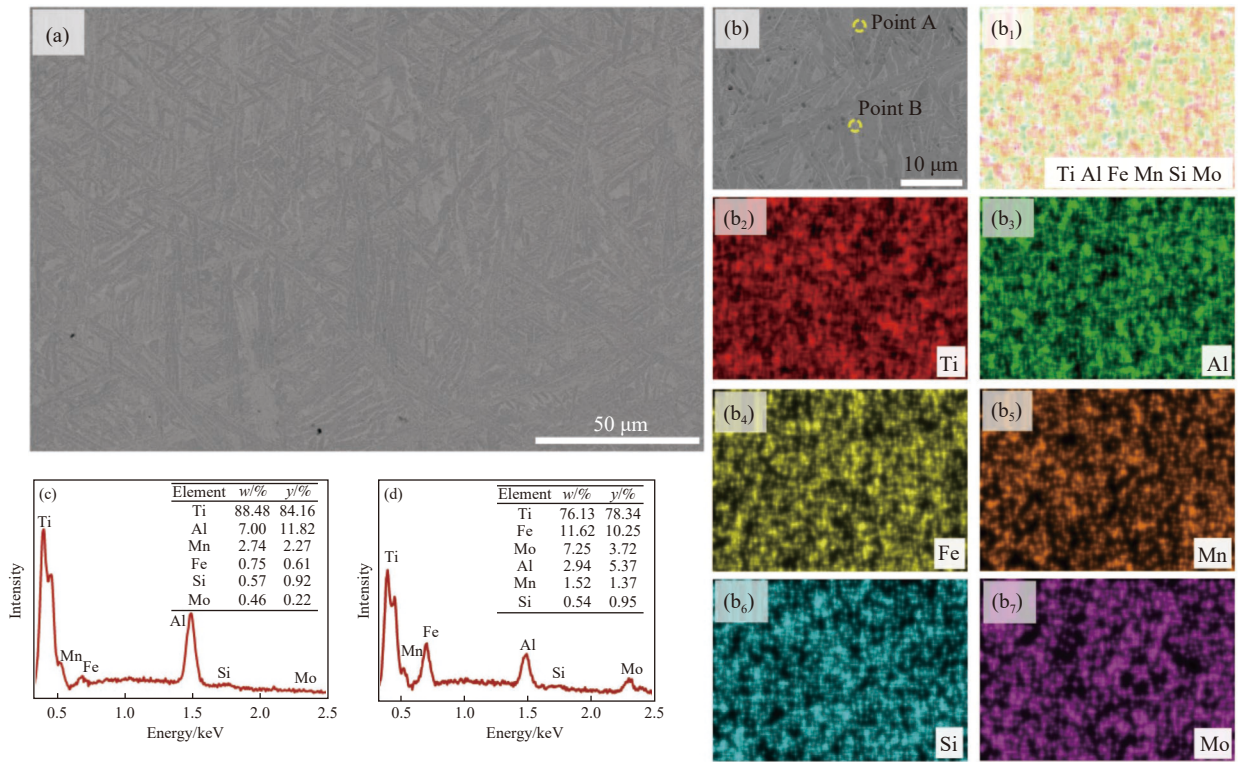 (a)
50 μm
(b)
Point A
Point B
10 μm
(b₁)
Ti Al Fe Mn Si Mo
(b₂)
Ti
(b₃)
Al
(b₄)
Fe
(b₅)
Mn
(b₆)
Si
(b₇)
Mo
(c)
Element w/% y/%
Ti 88.48 84.16
Al 7.00 11.82
Mn 2.74 2.27
Fe 0.75 0.61
Si 0.57 0.92
Mo 0.46 0.22
Ti
Mn
Fe
Al
Si
Mo
Intensity
0.5 1.0 1.5 2.0 2.5
Energy/keV
(d)
Element w/% y/%
Ti 76.13 78.34
Fe 11.62 10.25
Mo 7.25 3.72
Al 2.94 5.37
Mn 1.52 1.37
Si 0.54 0.95
Ti
Mn
Fe
Al
Si
Mo
Intensity
0.5 1.0 1.5 2.0 2.5
Energy/keV